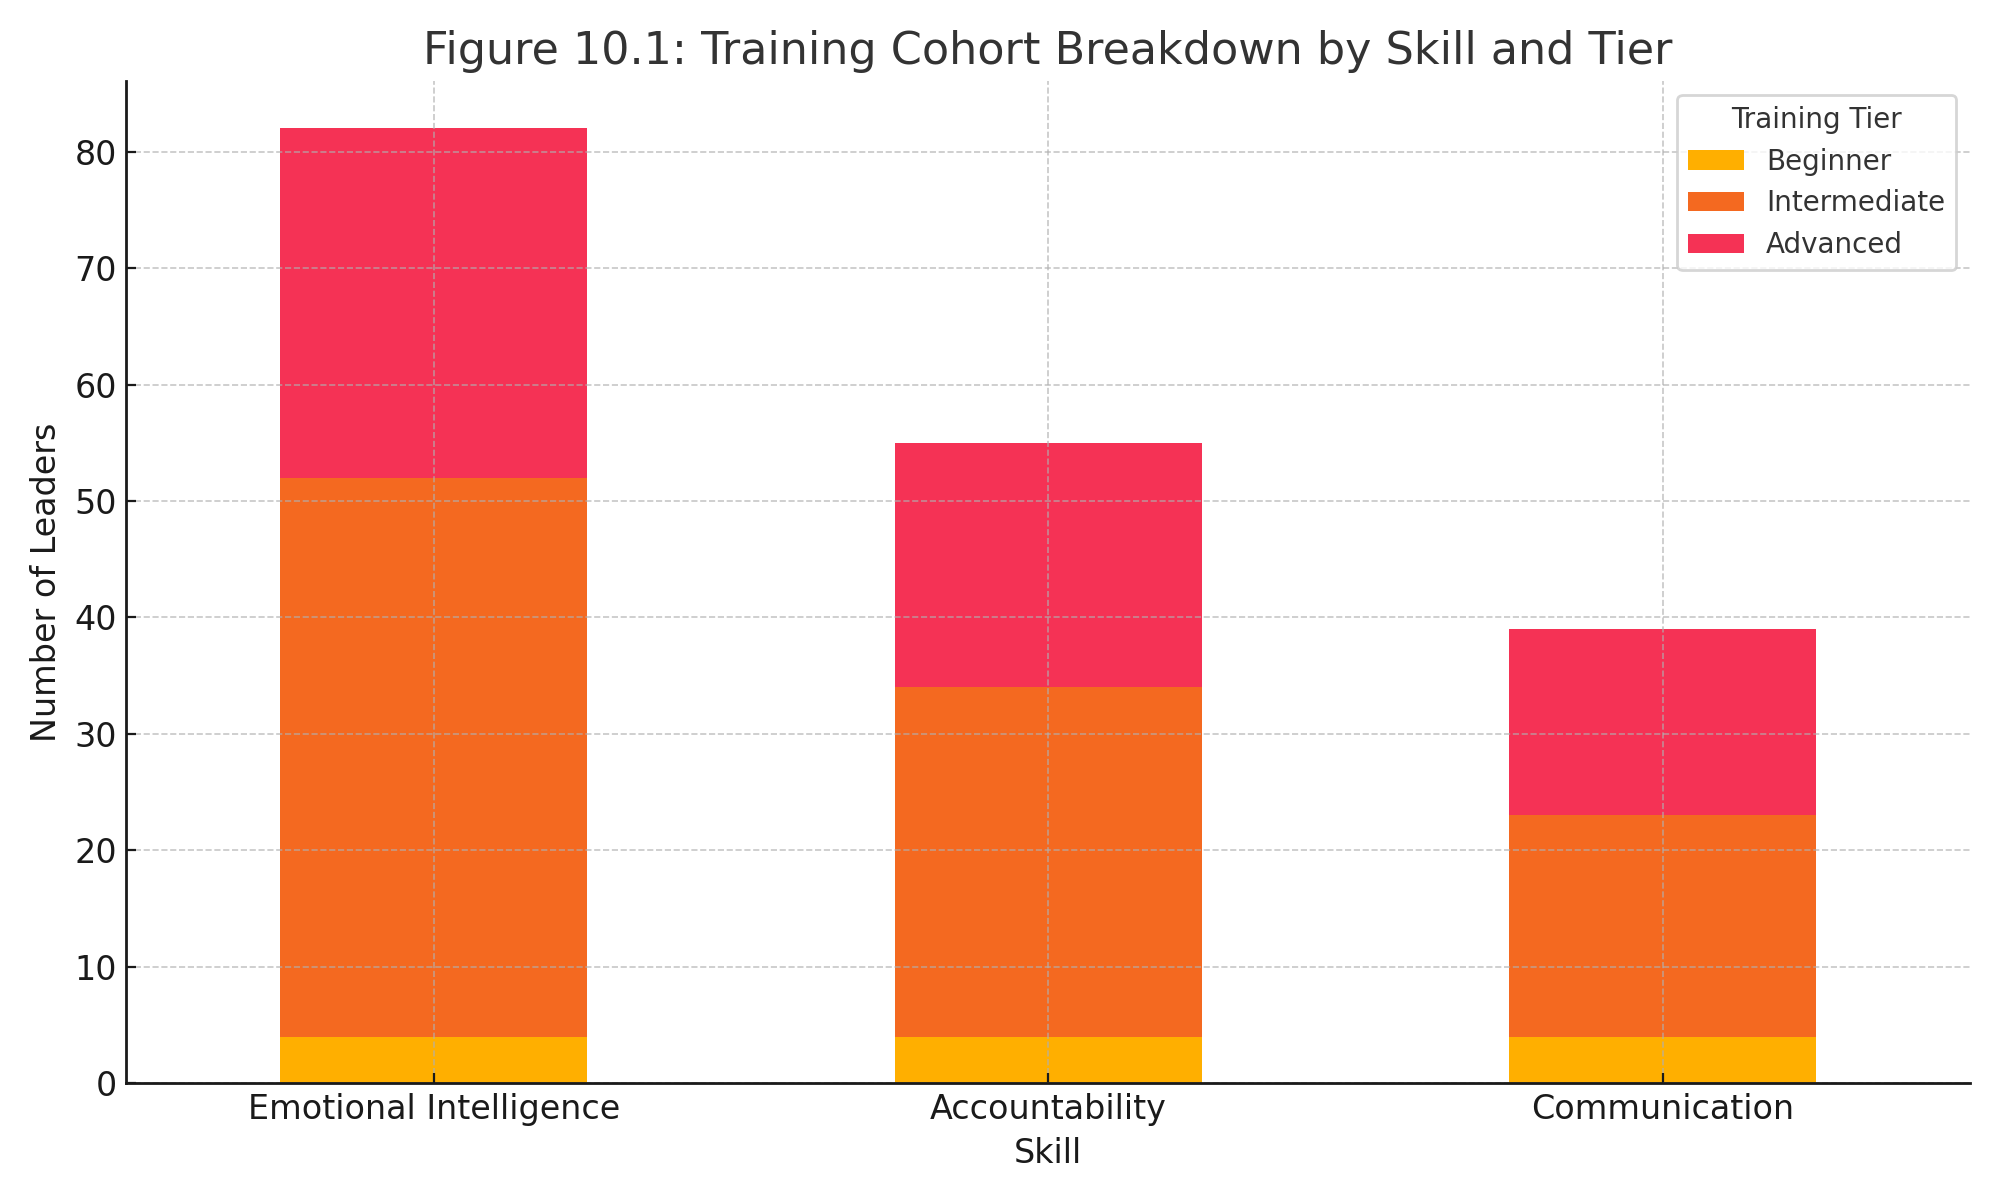 Figure 10.1: Training Cohort Breakdown by Skill and Tier
Training Tier
Beginner
Intermediate
Advanced
Number of Leaders
80
70
60
50
40
30
20
10
0
Emotional Intelligence
Accountability
Communication
Skill